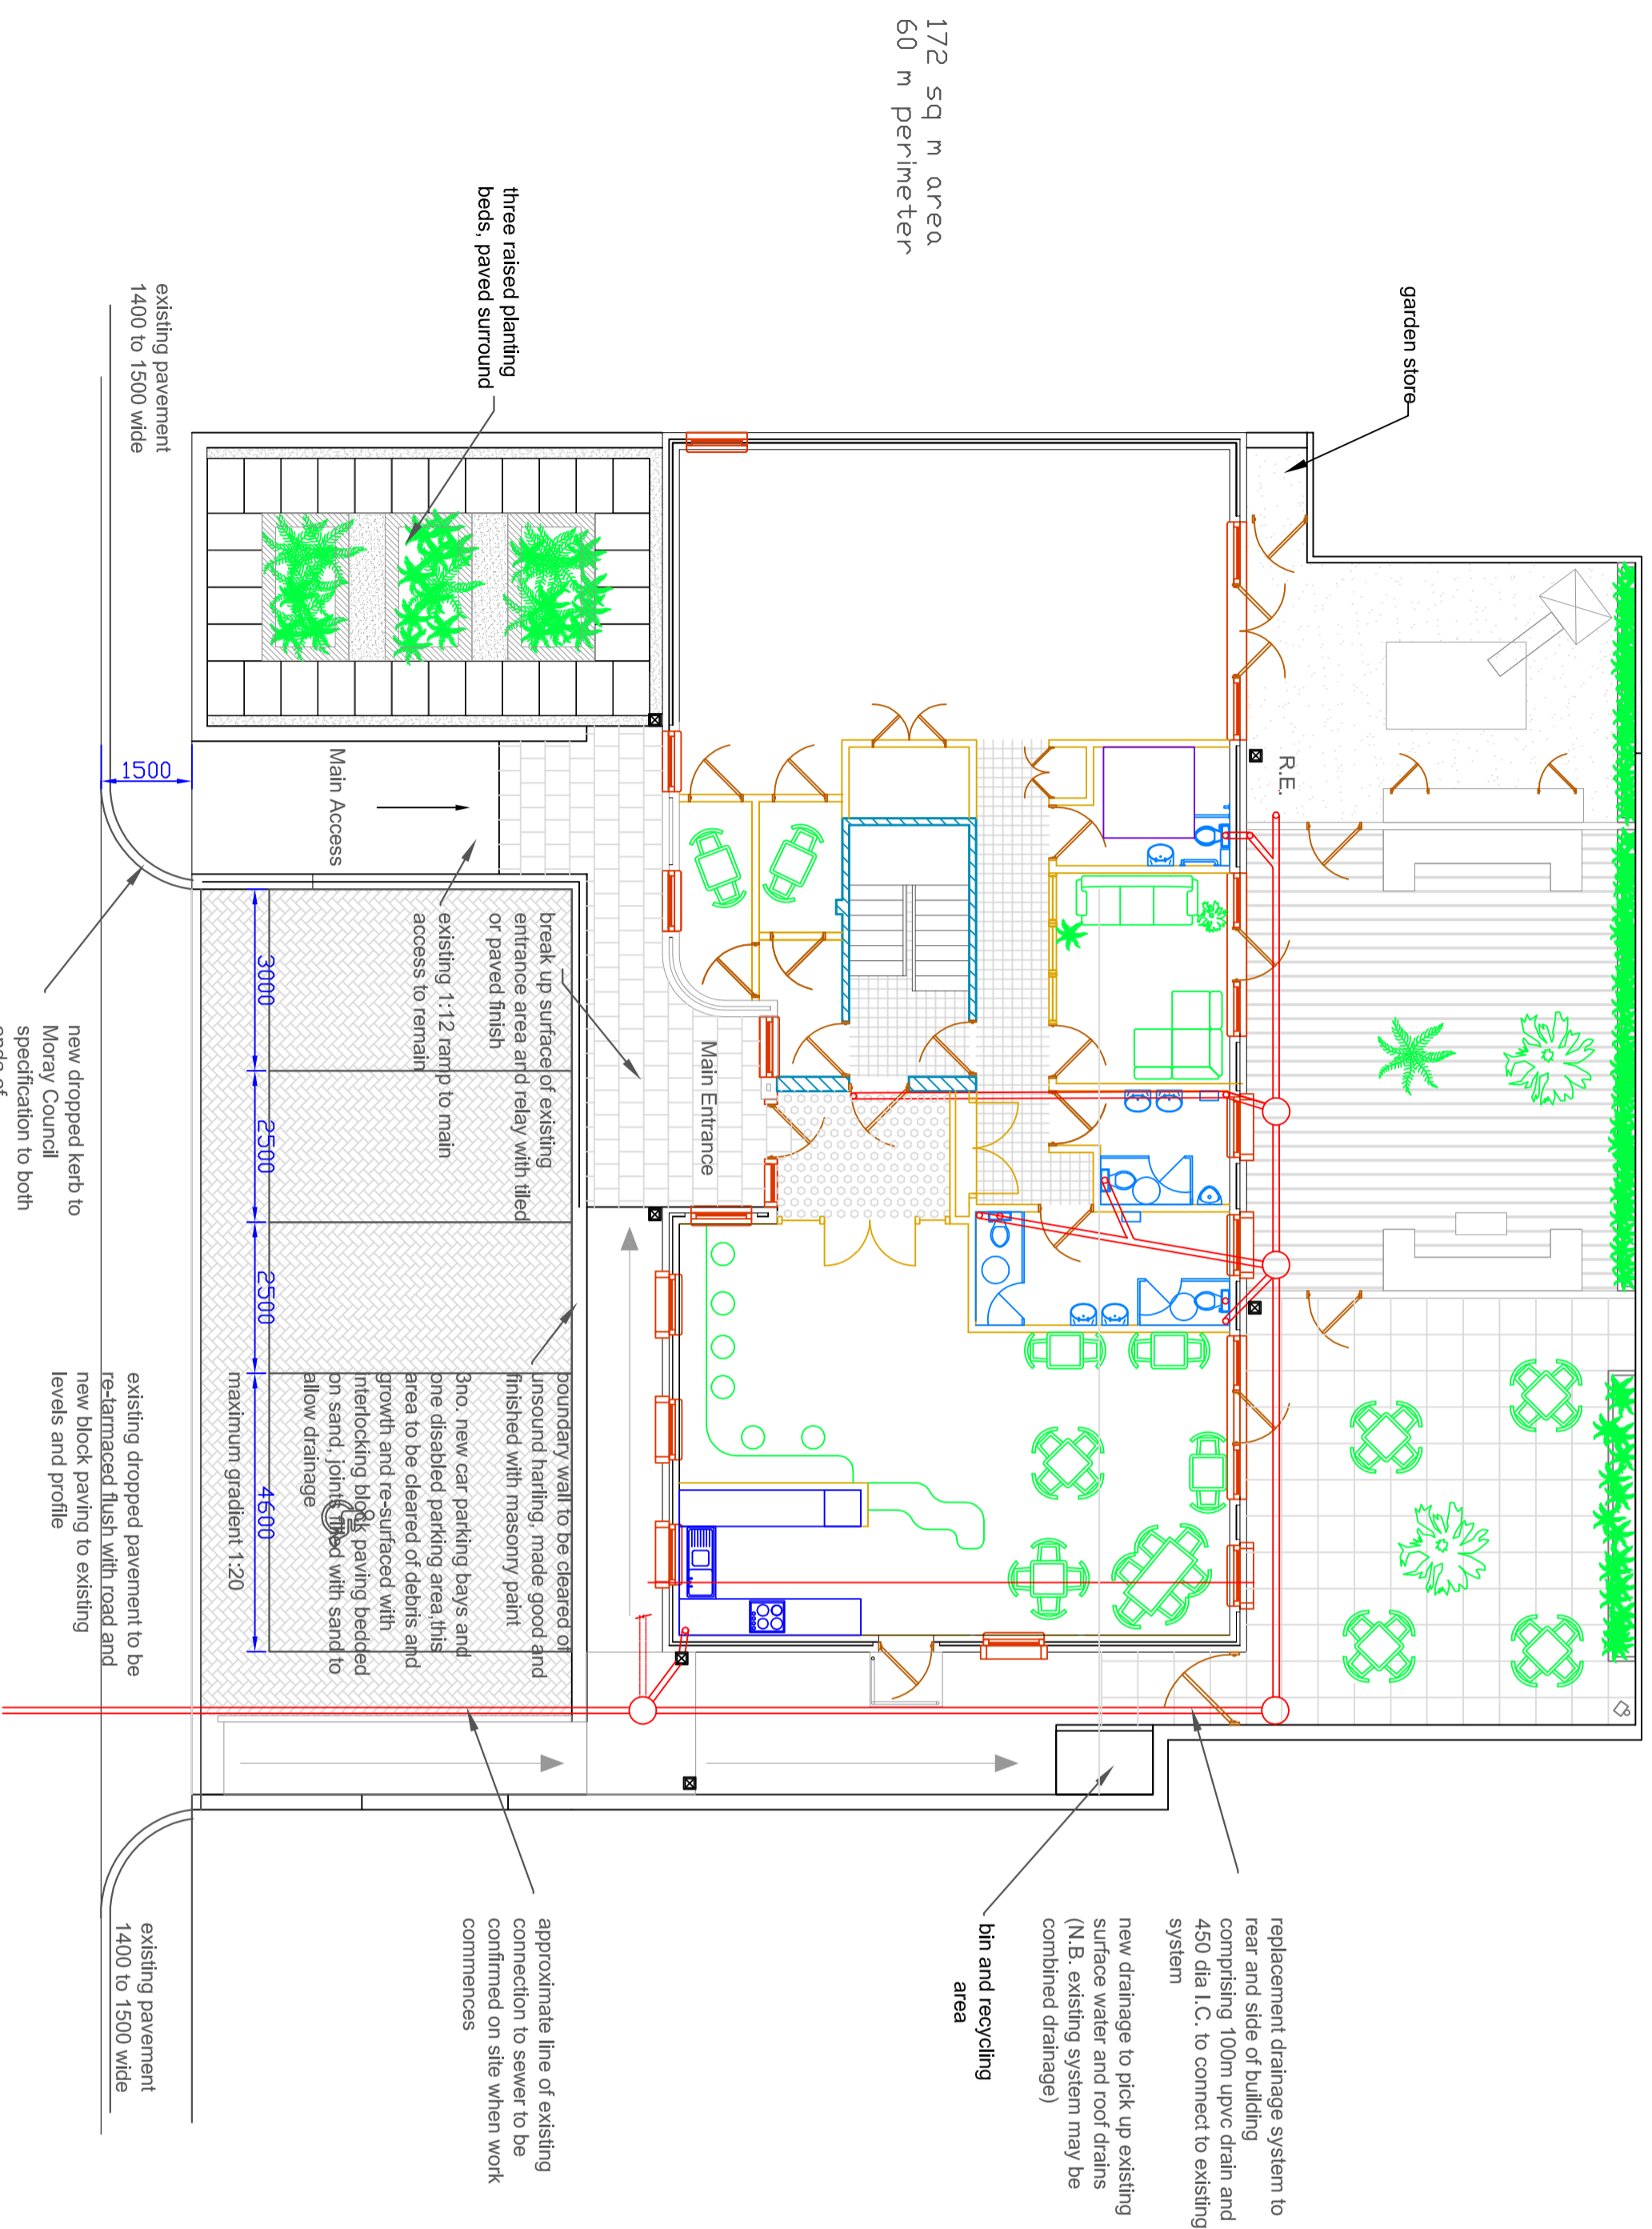 172 sq m area
60 m perimeter
garden store
three raised planting
beds, paved surround
existing pavement
1400 to 1500 wide
R.E.
Main Access
1500
Main Entrance
break up surface of existing
entrance area and relay with tiled
or paved finish
existing 1:12 ramp to main
access to remain
3000
2500
2500
4600
new dropped kerb to
Moray Council
specification to both
ends of
boundary wall to be cleared of
unsound harling, made good and
finished with masonry paint
3no. new car parking bays and
one disabled parking area,this
area to be cleared of debris and
growth and re-surfaced with
interlocking block paving bedded
on sand, joints filled with sand to
allow drainage
maximum gradient 1:20
existing dropped pavement to be
re-tarmaced flush with road and
new block paving to existing
levels and profile
replacement drainage system to
rear and side of building
comprising 100m upvc drain and
450 dia I.C. to connect to existing
system
new drainage to pick up existing
surface water and roof drains
(N.B. existing system may be
combined drainage)
bin and recycling
area
approximate line of existing
connection to sewer to be
confirmed on site when work
commences
existing pavement
1400 to 1500 wide